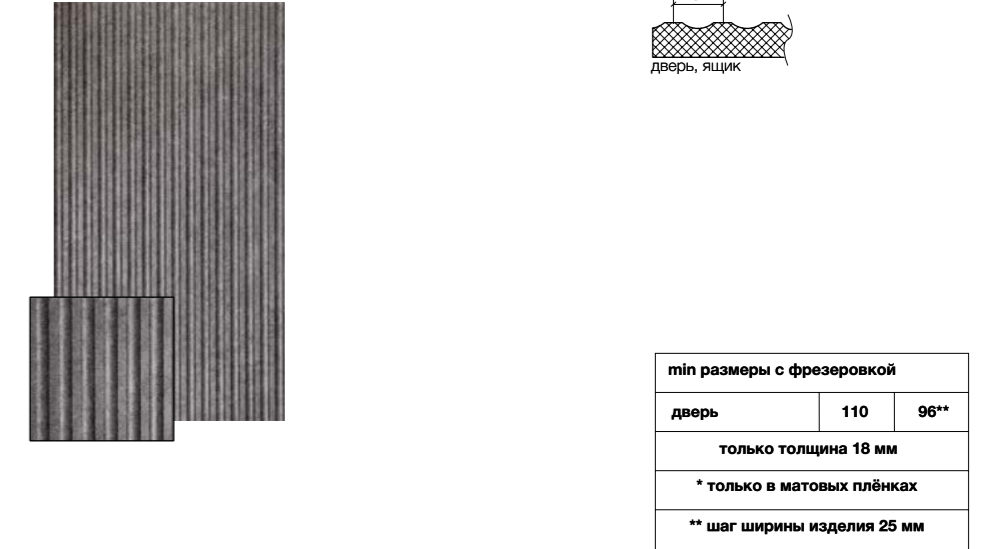 дверь, ящик
min размеры с фрезеровкой
дверь 110 96**
только толщина 18 мм
* только в матовых плёнках
** шаг ширины изделия 25 мм